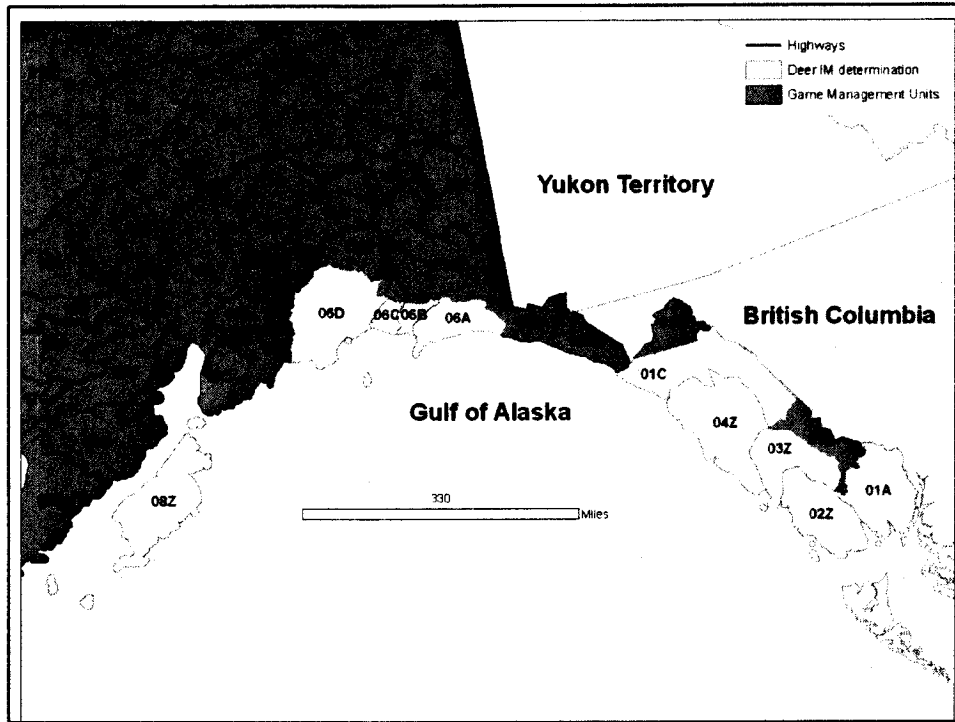 Highways
Deer IM determination
Game Management Units
Yukon Territory
British Columbia
Gulf of Alaska
06D
06C
06B
06A
01C
04Z
03Z
01A
02Z
08Z
330
Miles